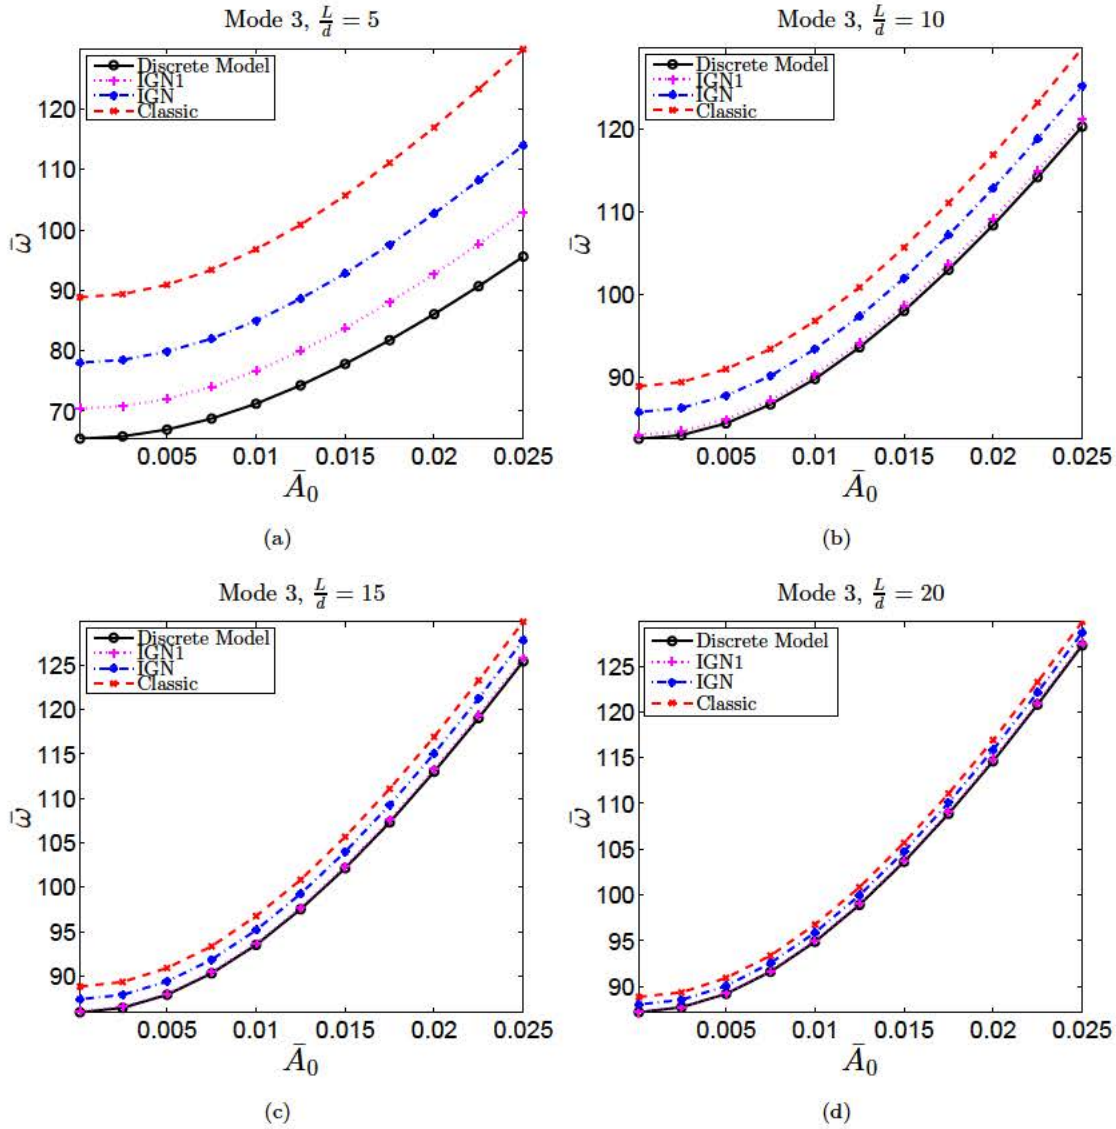 Mode 3, L/d = 5
Discrete Model
IGN1
IGN
Classic
120
110
100
90
80
70
ω̄
0.005 0.01 0.015 0.02 0.025
Ā₀
(a)
Mode 3, L/d = 10
Discrete Model
IGN1
IGN
Classic
120
110
100
90
ω̄
0.005 0.01 0.015 0.02 0.025
Ā₀
(b)
Mode 3, L/d = 15
Discrete Model
IGN1
IGN
Classic
125
120
115
110
105
100
95
90
ω̄
0.005 0.01 0.015 0.02 0.025
Ā₀
(c)
Mode 3, L/d = 20
Discrete Model
IGN1
IGN
Classic
125
120
115
110
105
100
95
90
ω̄
0.005 0.01 0.015 0.02 0.025
Ā₀
(d)